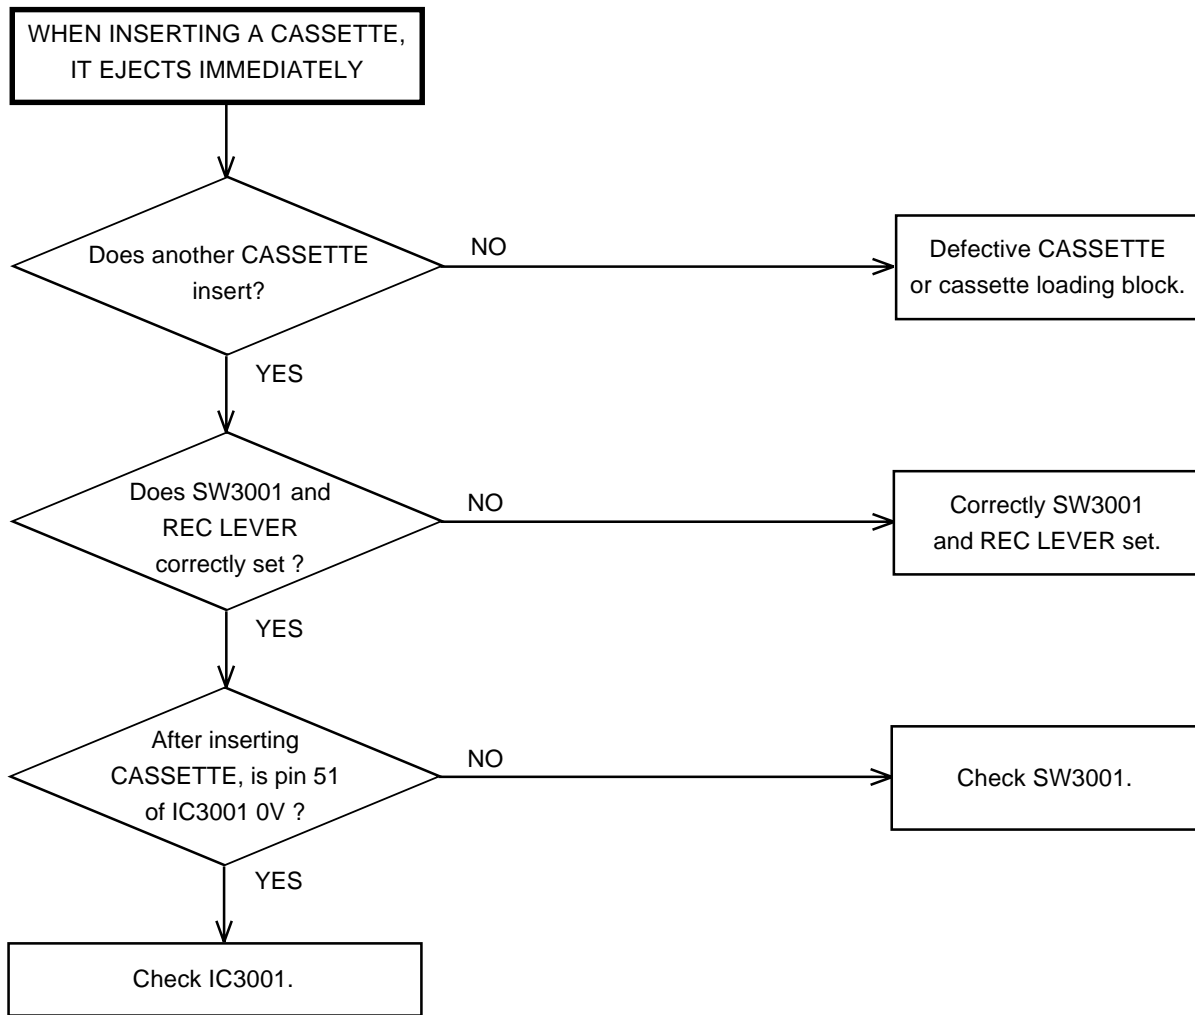 WHEN INSERTING A CASSETTE,
IT EJECTS IMMEDIATELY
Does another CASSETTE
insert?
NO
Defective CASSETTE
or cassette loading block.
YES
Does SW3001 and
REC LEVER
correctly set ?
NO
Correctly SW3001
and REC LEVER set.
YES
After inserting
CASSETTE, is pin 51
of IC3001 0V ?
NO
Check SW3001.
YES
Check IC3001.